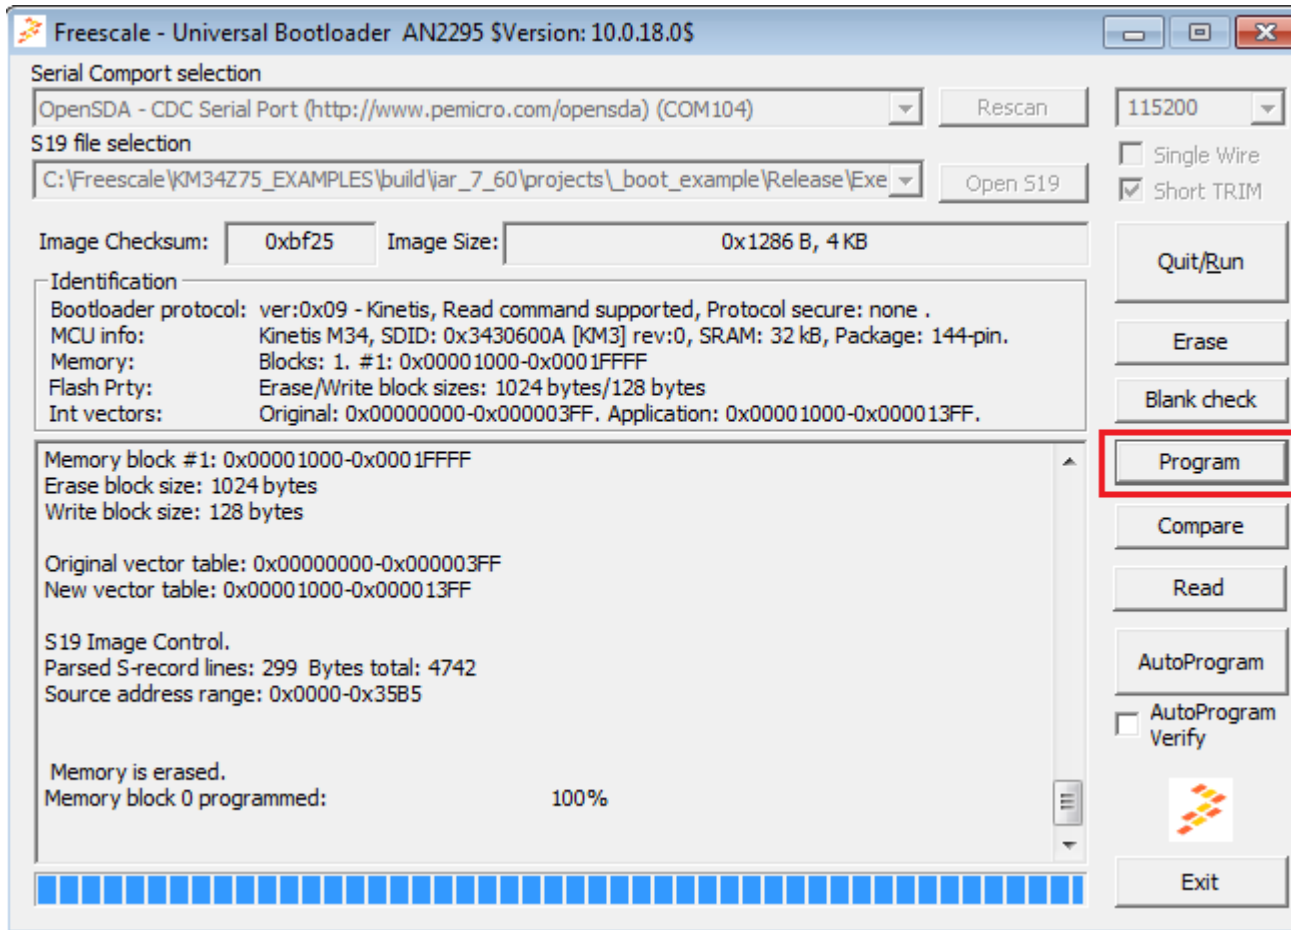 Freescale - Universal Bootloader AN2295 $Version: 10.0.18.0$
Serial Comport selection
OpenSDA - CDC Serial Port (http://www.pemicro.com/opensda) (COM104)
Rescan
115200
S19 file selection
Single Wire
C:\Freescale\KM34Z75_EXAMPLES\build\iar_7_60\projects\_boot_example\Release\Exe
Open S19
Short TRIM
Image Checksum:
0xbf25
Image Size:
0x1286 B, 4 KB
Quit/Run
Identification
Bootloader protocol: ver:0x09 - Kinetis, Read command supported, Protocol secure: none .
MCU info: Kinetis M34, SDID: 0x3430600A [KM3] rev:0, SRAM: 32 kB, Package: 144-pin.
Memory: Blocks: 1. #1: 0x00001000-0x0001FFFF
Flash Prty: Erase/Write block sizes: 1024 bytes/128 bytes
Int vectors: Original: 0x00000000-0x000003FF. Application: 0x00001000-0x000013FF.
Erase
Blank check
Memory block #1: 0x00001000-0x0001FFFF
Erase block size: 1024 bytes
Write block size: 128 bytes
Original vector table: 0x00000000-0x000003FF
New vector table: 0x00001000-0x000013FF
S19 Image Control.
Parsed S-record lines: 299 Bytes total: 4742
Source address range: 0x0000-0x35B5
Memory is erased.
Memory block 0 programmed: 100%
Program
Compare
Read
AutoProgram
AutoProgram
Verify
Exit